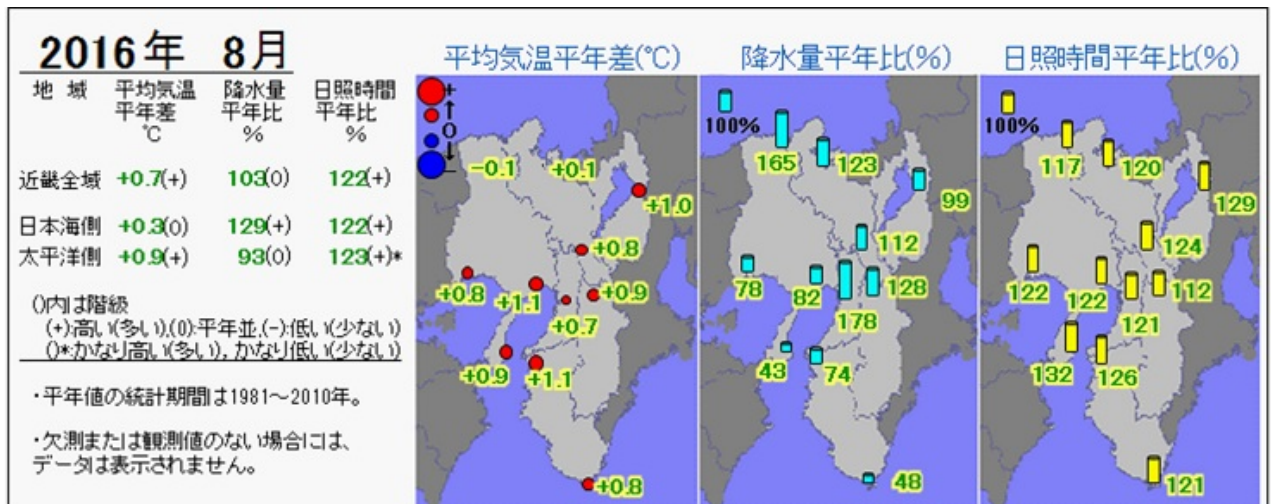 2016年 8月
地 域 平均気温 降水量 日照時間
平年差 平年比 平年比
℃ % %
近畿全域 +0.7(+) 103(0) 122(+)
日本海側 +0.3(0) 129(+) 122(+)
太平洋側 +0.9(+) 93(0) 123(+)*
()内は階級
(+):高い(多い),(0):平年並,(-):低い(少ない)
()*:かなり高い(多い), かなり低い(少ない)
・平年値の統計期間は1981～2010年。
・欠測または観測値のない場合には、
データは表示されません。
平均気温平年差(℃)
+
↑
0
↓
-
-0.1
+0.1
+1.0
+0.8
+0.8
+1.1
+0.9
+0.7
+0.9
+1.1
+0.8
降水量平年比(%)
100%
165
123
99
112
78
82
128
178
43
74
48
日照時間平年比(%)
100%
117
120
129
124
122
122
112
121
132
126
121